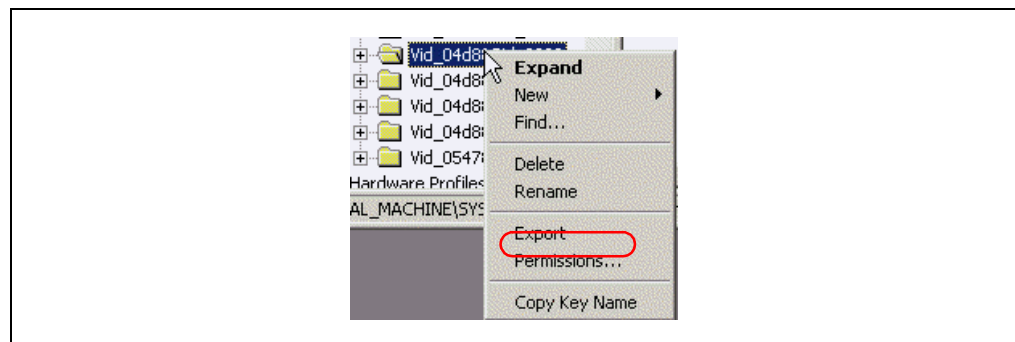 Vid_04d8
Expand
Vid_04d8
New
Vid_04d8
Find...
Vid_04d8
Vid_0547
Delete
Hardware Profiles
Rename
AL_MACHINE\SYS
Export
Permissions...
Copy Key Name